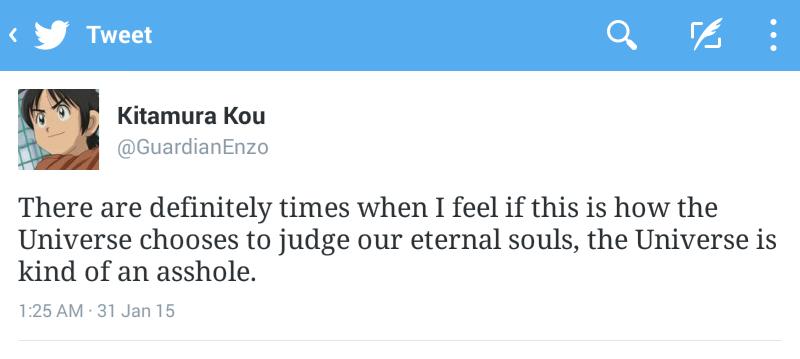 Tweet
Kitamura Kou
@GuardianEnzo
There are definitely times when I feel if this is how the
Universe chooses to judge our eternal souls, the Universe is
kind of an asshole.
1:25 AM · 31 Jan 15